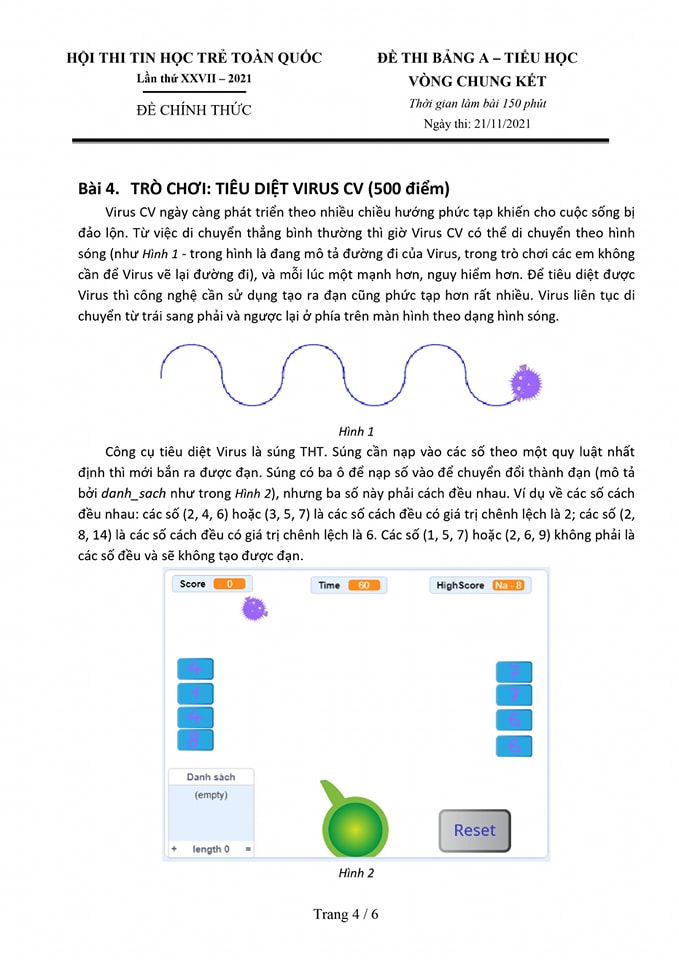 HỘI THI TIN HỌC TRẺ TOÀN QUỐC
Lần thứ XXVII – 2021
ĐỀ CHÍNH THỨC
ĐỀ THI BẢNG A – TIỂU HỌC
VÒNG CHUNG KẾT
Thời gian làm bài 150 phút
Ngày thi: 21/11/2021
Bài 4. TRÒ CHƠI: TIÊU DIỆT VIRUS CV (500 điểm)
Virus CV ngày càng phát triển theo nhiều chiều hướng phức tạp khiến cho cuộc sống bị
đảo lộn. Từ việc di chuyển thẳng bình thường thì giờ Virus CV có thể di chuyển theo hình
sóng (như Hình 1 - trong hình là đang mô tả đường đi của Virus, trong trò chơi các em không
cần để Virus vẽ lại đường đi), và mỗi lúc một mạnh hơn, nguy hiểm hơn. Để tiêu diệt được
Virus thì công nghệ cần sử dụng tạo ra đạn cũng phức tạp hơn rất nhiều. Virus liên tục di
chuyển từ trái sang phải và ngược lại ở phía trên màn hình theo dạng hình sóng.
Hình 1
Công cụ tiêu diệt Virus là súng THT. Súng cần nạp vào các số theo một quy luật nhất
định thì mới bắn ra được đạn. Súng có ba ô để nạp số vào để chuyển đổi thành đạn (mô tả
bởi danh_sach như trong Hình 2), nhưng ba số này phải cách đều nhau. Ví dụ về các số cách
đều nhau: các số (2, 4, 6) hoặc (3, 5, 7) là các số cách đều có giá trị chênh lệch là 2; các số (2,
8, 14) là các số cách đều có giá trị chênh lệch là 6. Các số (1, 5, 7) hoặc (2, 6, 9) không phải là
các số đều và sẽ không tạo được đạn.
Score 0
Time 60
HighScore Na - 8
4
1
4
8
7
7
6
6
Danh sách
(empty)
+ length 0 =
Reset
Hình 2
Trang 4 / 6